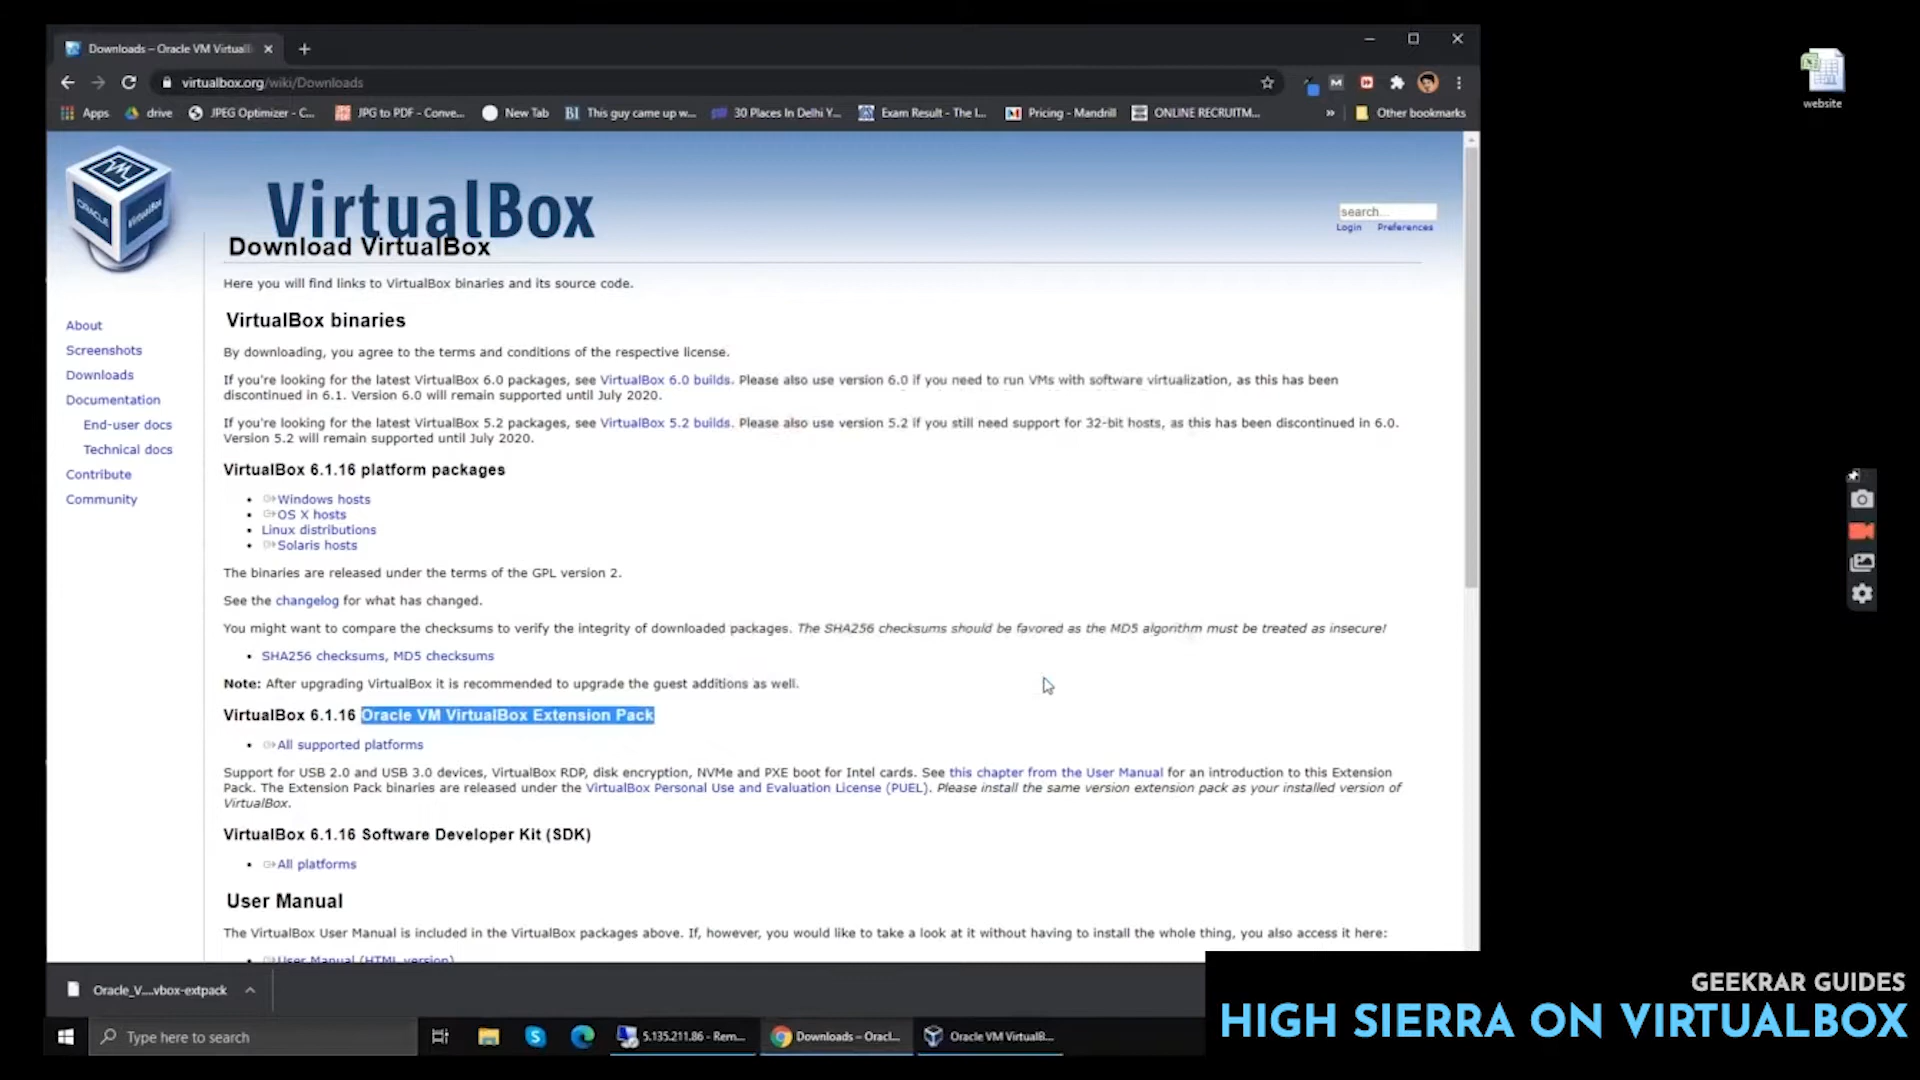 Downloads – Oracle VM Virtuall
virtualbox.org/wiki/Downloads
Apps
drive
JPEG Optimizer - C...
JPG to PDF - Conve...
New Tab
This guy came up w...
30 Places In Delhi Y...
Exam Result - The I...
Pricing - Mandrill
ONLINE RECRUITM...
»
Other bookmarks
website
ORACLE
VirtualBox
VirtualBox
search...
Login Preferences
Download VirtualBox
Here you will find links to VirtualBox binaries and its source code.
About
Screenshots
Downloads
Documentation
End-user docs
Technical docs
Contribute
Community
VirtualBox binaries
By downloading, you agree to the terms and conditions of the respective license.
If you're looking for the latest VirtualBox 6.0 packages, see VirtualBox 6.0 builds. Please also use version 6.0 if you need to run VMs with software virtualization, as this has been
discontinued in 6.1. Version 6.0 will remain supported until July 2020.
If you're looking for the latest VirtualBox 5.2 packages, see VirtualBox 5.2 builds. Please also use version 5.2 if you still need support for 32-bit hosts, as this has been discontinued in 6.0.
Version 5.2 will remain supported until July 2020.
VirtualBox 6.1.16 platform packages
Windows hosts
OS X hosts
Linux distributions
Solaris hosts
The binaries are released under the terms of the GPL version 2.
See the changelog for what has changed.
You might want to compare the checksums to verify the integrity of downloaded packages. The SHA256 checksums should be favored as the MD5 algorithm must be treated as insecure!
SHA256 checksums, MD5 checksums
Note: After upgrading VirtualBox it is recommended to upgrade the guest additions as well.
VirtualBox 6.1.16 Oracle VM VirtualBox Extension Pack
All supported platforms
Support for USB 2.0 and USB 3.0 devices, VirtualBox RDP, disk encryption, NVMe and PXE boot for Intel cards. See this chapter from the User Manual for an introduction to this Extension
Pack. The Extension Pack binaries are released under the VirtualBox Personal Use and Evaluation License (PUEL). Please install the same version extension pack as your installed version of
VirtualBox.
VirtualBox 6.1.16 Software Developer Kit (SDK)
All platforms
User Manual
The VirtualBox User Manual is included in the VirtualBox packages above. If, however, you would like to take a look at it without having to install the whole thing, you also access it here:
User Manual (HTML version)
Oracle_V....vbox-extpack
Type here to search
5.135.211.86 - Rem...
Downloads – Oracl...
Oracle VM VirtualB...
GEEKRAR GUIDES
HIGH SIERRA ON VIRTUALBOX